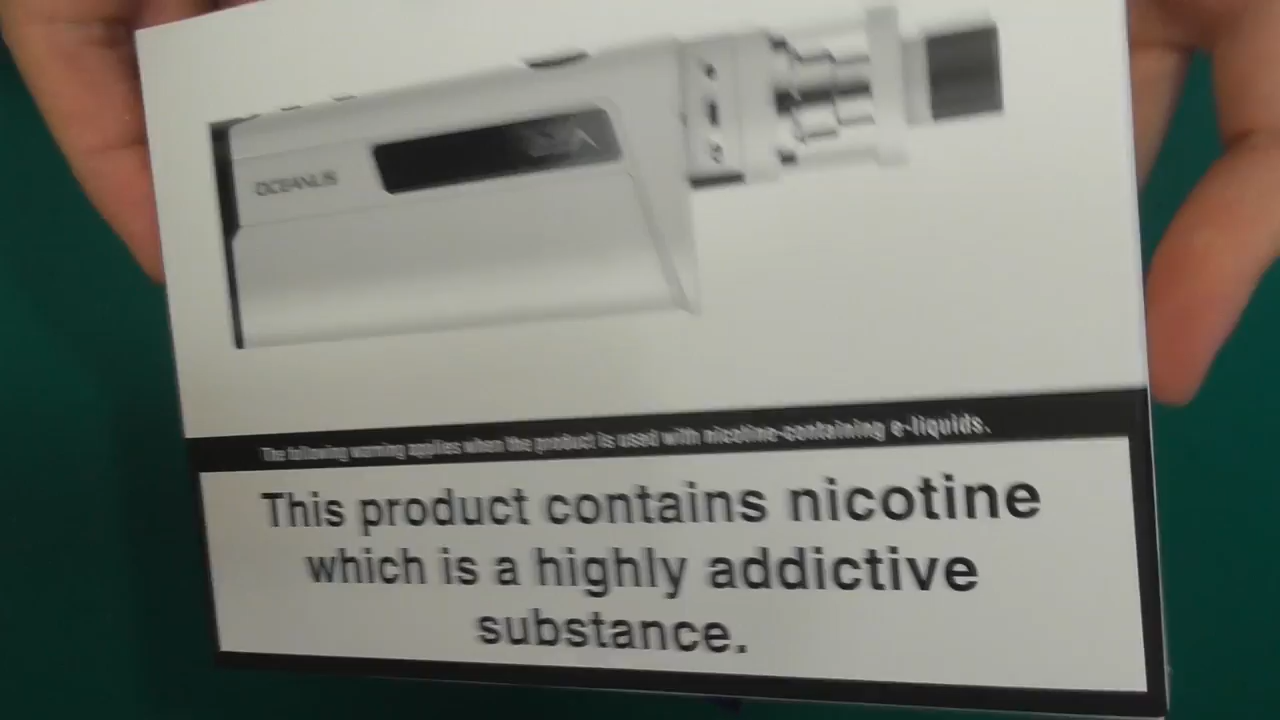 OCEANUS
The following warning applies when the product is used with nicotine-containing e-liquids.
This product contains nicotine
which is a highly addictive
substance.